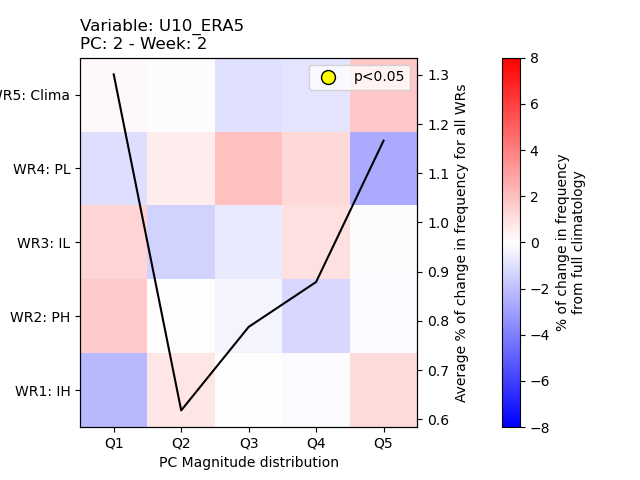 Variable: U10_ERA5
PC: 2 - Week: 2
p<0.05
WR5: Clima
WR4: PL
WR3: IL
WR2: PH
WR1: IH
Q1 Q2 Q3 Q4 Q5
PC Magnitude distribution
1.3
1.2
1.1
1.0
0.9
0.8
0.7
0.6
Average % of change in frequency for all WRs
8
6
4
2
0
−2
−4
−6
−8
% of change in frequency
from full climatology